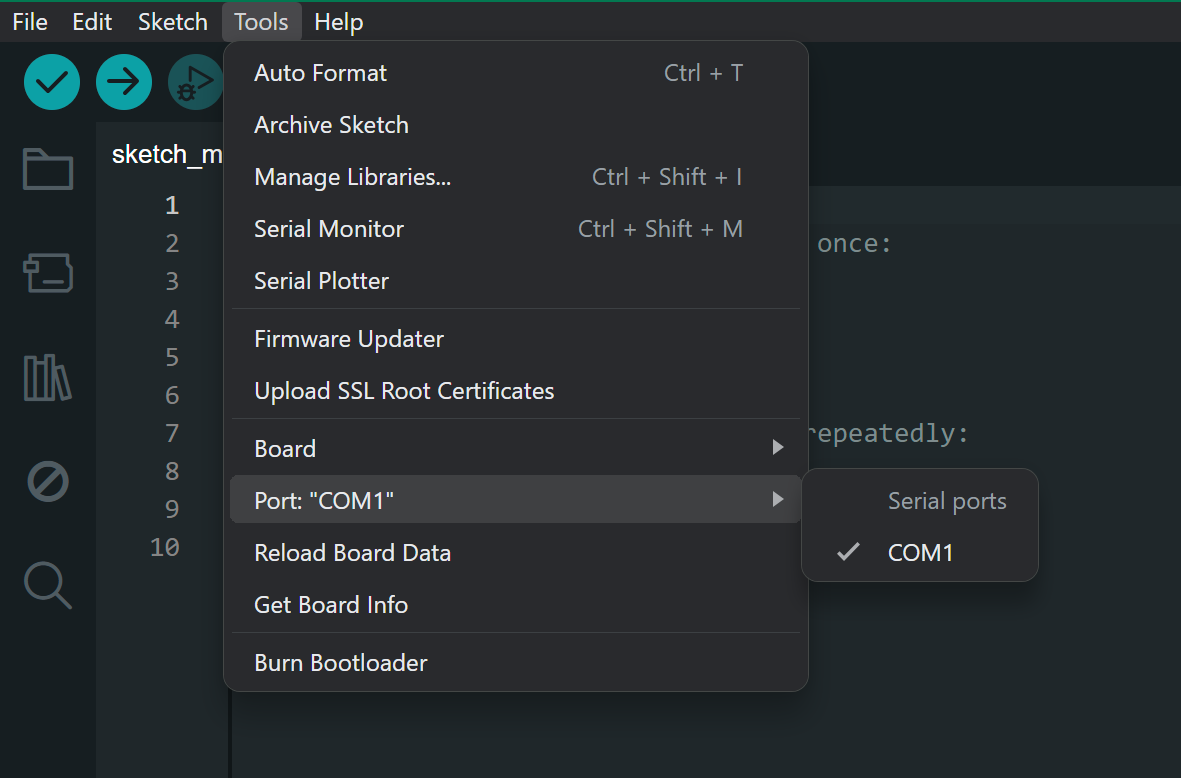 File Edit Sketch Tools Help
Auto Format Ctrl + T
Archive Sketch
Manage Libraries... Ctrl + Shift + I
Serial Monitor Ctrl + Shift + M
Serial Plotter
Firmware Updater
Upload SSL Root Certificates
Board
Port: "COM1"
Reload Board Data
Get Board Info
Burn Bootloader
Serial ports
COM1
sketch_m
1
2 once:
3
4
5
6
7 repeatedly:
8
9
10